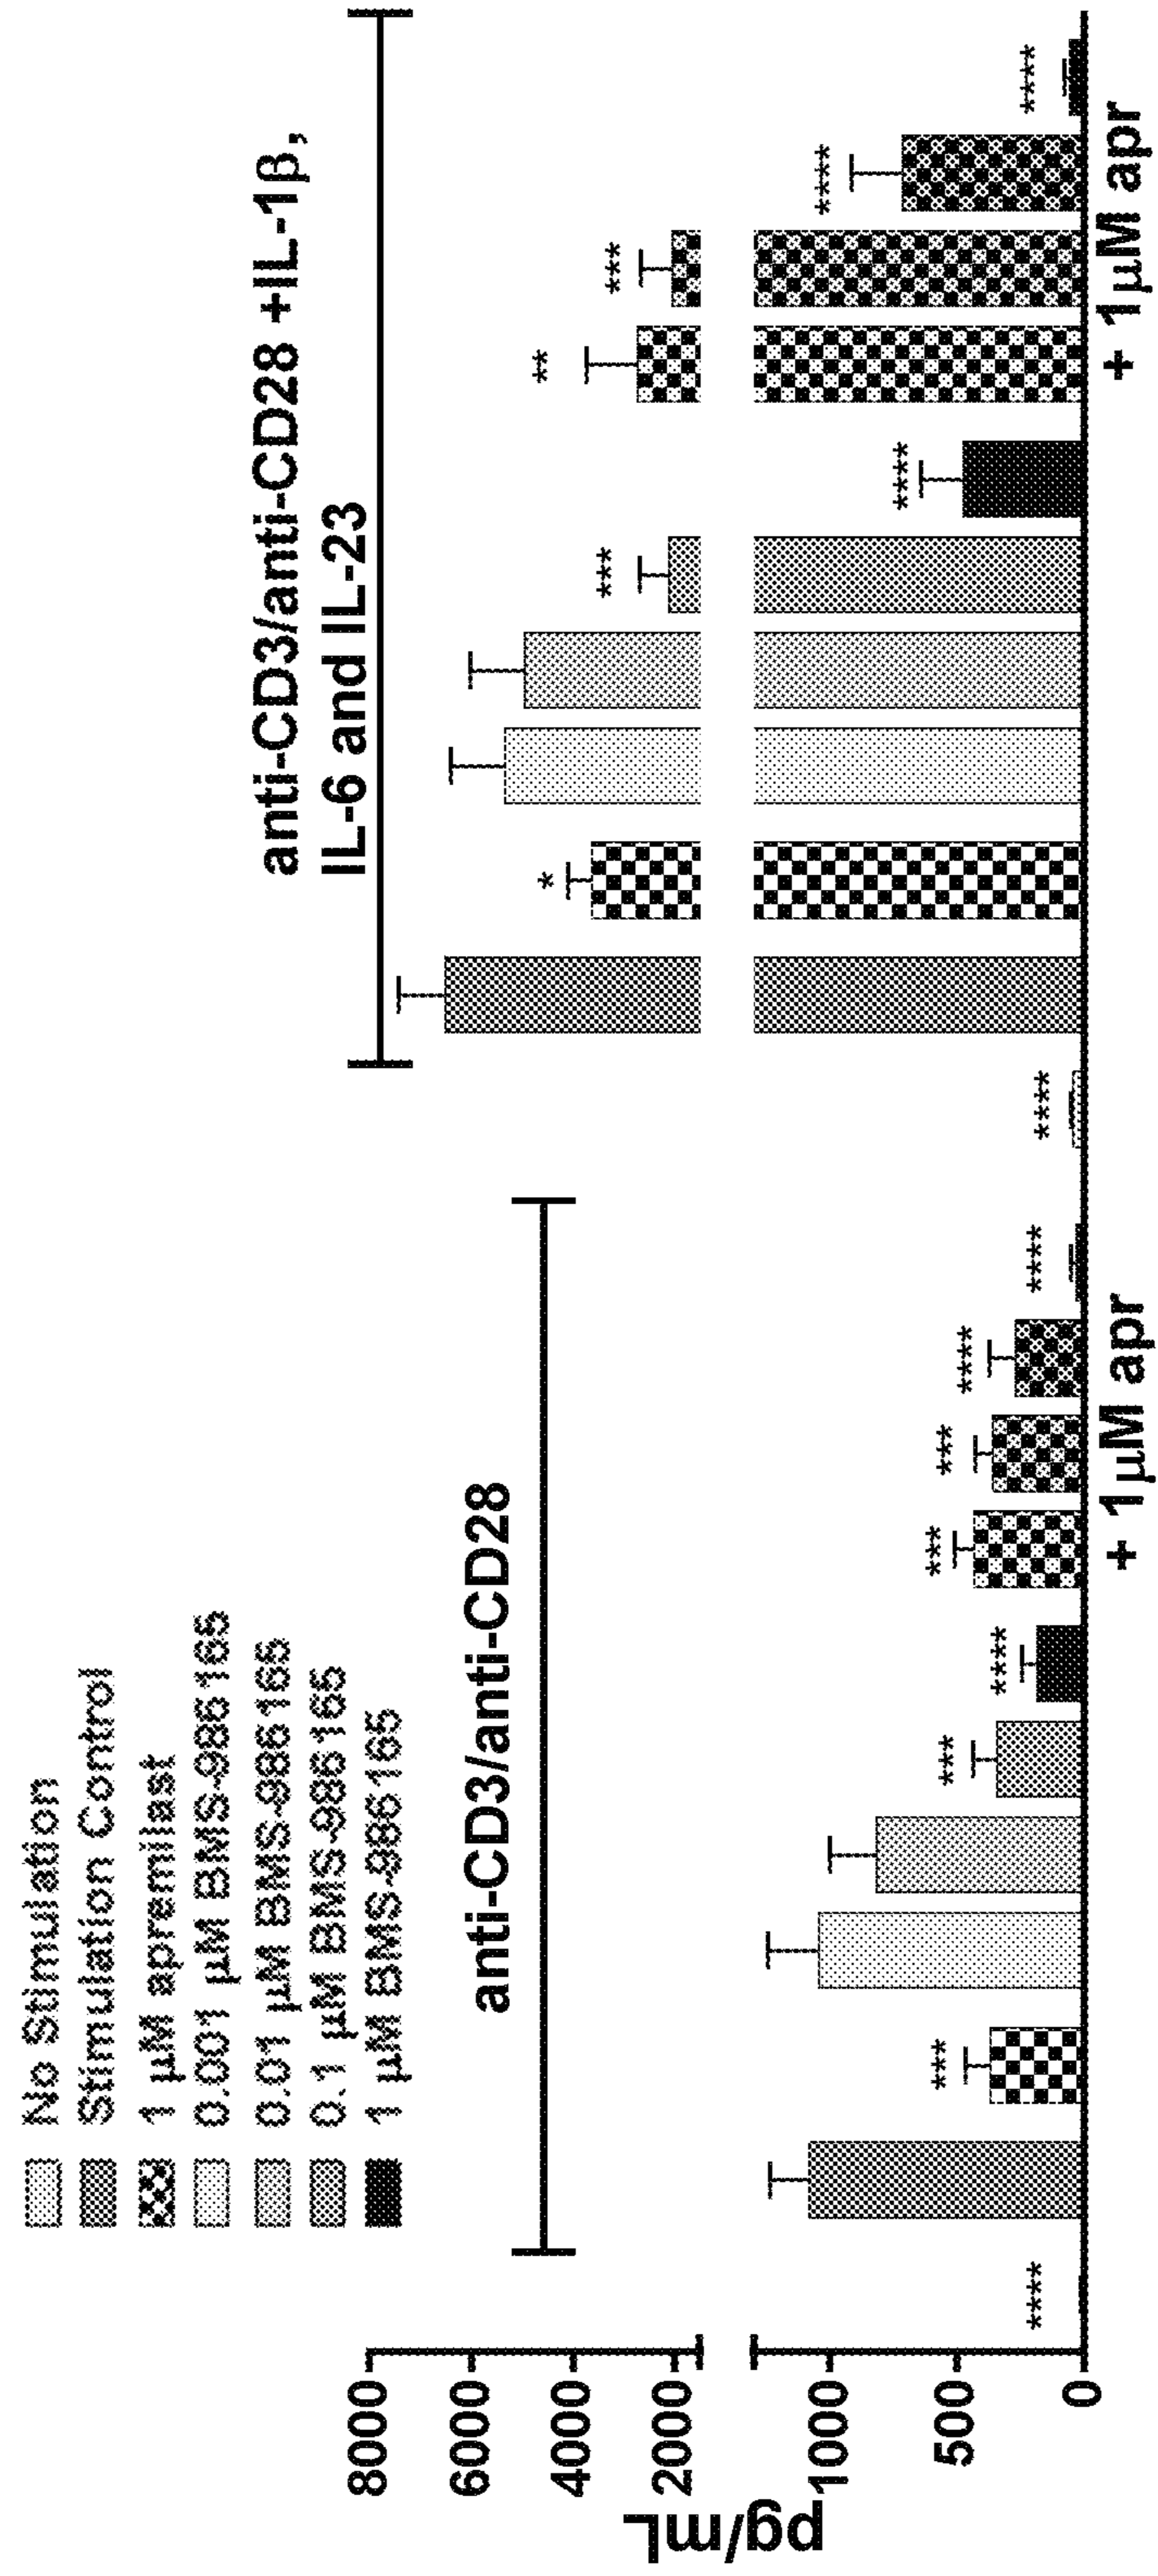 No Stimulation
Stimulation Control
1 μM apremilast
0.001 μM BMS-986165
0.01 μM BMS-986165
0.1 μM BMS-986165
1 μM BMS-986165
anti-CD3/anti-CD28 +IL-1β,
IL-6 and IL-23
anti-CD3/anti-CD28
pg/mL
8000
6000
4000
2000
1000
500
0
****
***
***
****
***
***
****
****
****
*
***
****
**
***
****
****
+ 1μM apr
+ 1μM apr